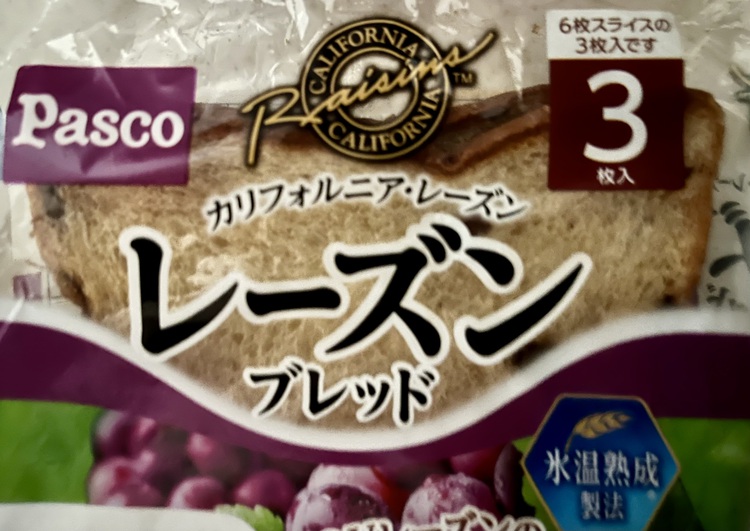 Pasco
CALIFORNIA
Raisins™
CALIFORNIA
6枚スライスの
3枚入です
3
枚入
カリフォルニア・レーズン
レーズン
ブレッド
氷温熟成
製法